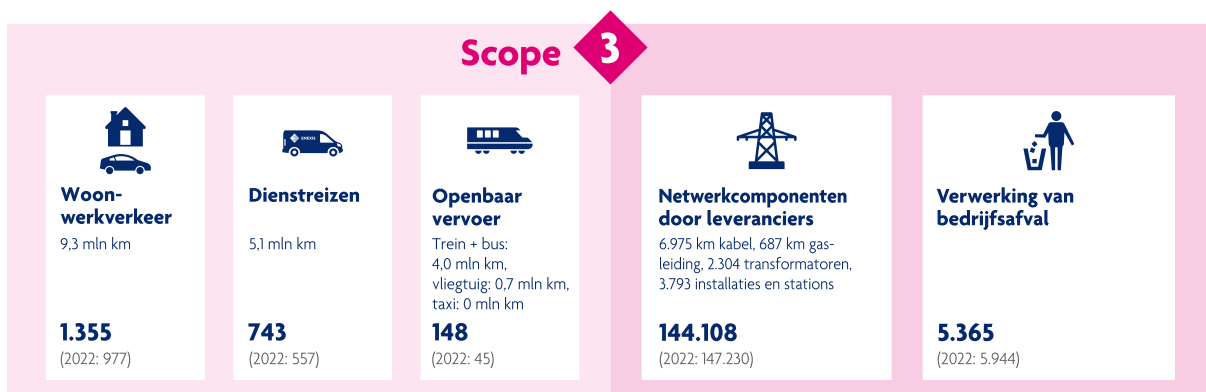 Scope 3
ENEXIS
Woon-
werkverkeer
9,3 mln km
1.355
(2022: 977)
Dienstreizen
5,1 mln km
743
(2022: 557)
Openbaar
vervoer
Trein + bus:
4,0 mln km,
vliegtuig: 0,7 mln km,
taxi: 0 mln km
148
(2022: 45)
Netwerkcomponenten
door leveranciers
6.975 km kabel, 687 km gas-
leiding, 2.304 transformatoren,
3.793 installaties en stations
144.108
(2022: 147.230)
Verwerking van
bedrijfsafval
5.365
(2022: 5.944)